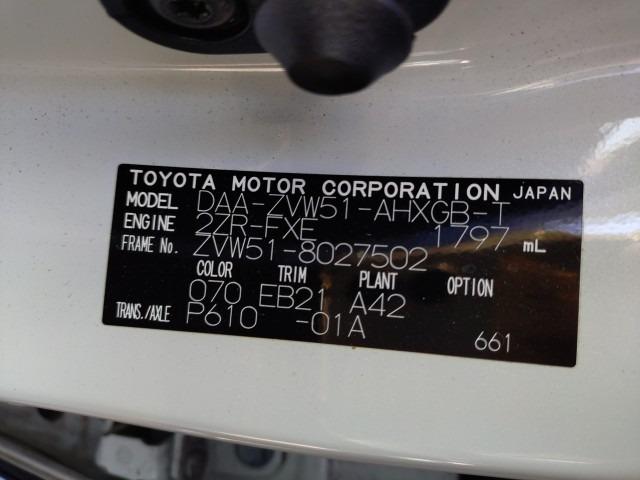 TOYOTA MOTOR CORPORATION JAPAN
MODEL DAA-ZVW51-AHXGB-T
ENGINE 2ZR-FXE 1797 mL
FRAME No. ZVW51-8027502
COLOR TRIM PLANT OPTION
070 EB21 A42
TRANS./AXLE P610 -01A
661